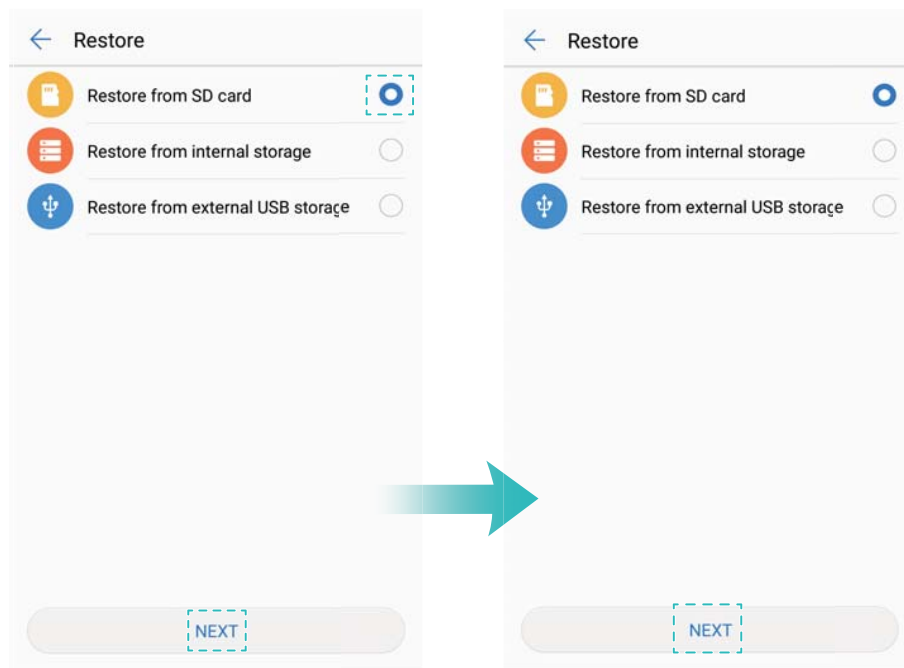 Restore
Restore from SD card
Restore from internal storage
Restore from external USB storage
NEXT
Restore
Restore from SD card
Restore from internal storage
Restore from external USB storage
NEXT